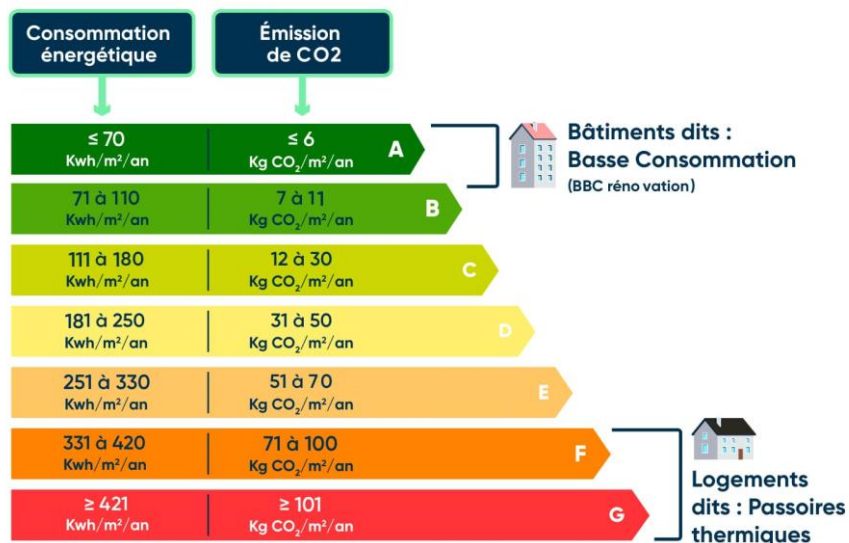 Consommation
énergétique
Émission
de CO2
≤ 70
Kwh/m²/an
≤ 6
Kg CO₂/m²/an
A
Bâtiments dits :
Basse Consommation
(BBC réno vation)
71 à 110
Kwh/m²/an
7 à 11
Kg CO₂/m²/an
B
111 à 180
Kwh/m²/an
12 à 30
Kg CO₂/m²/an
C
181 à 250
Kwh/m²/an
31 à 50
Kg CO₂/m²/an
D
251 à 330
Kwh/m²/an
51 à 70
Kg CO₂/m²/an
E
331 à 420
Kwh/m²/an
71 à 100
Kg CO₂/m²/an
F
≥ 421
Kwh/m²/an
≥ 101
Kg CO₂/m²/an
G
Logements
dits : Passoires
thermiques